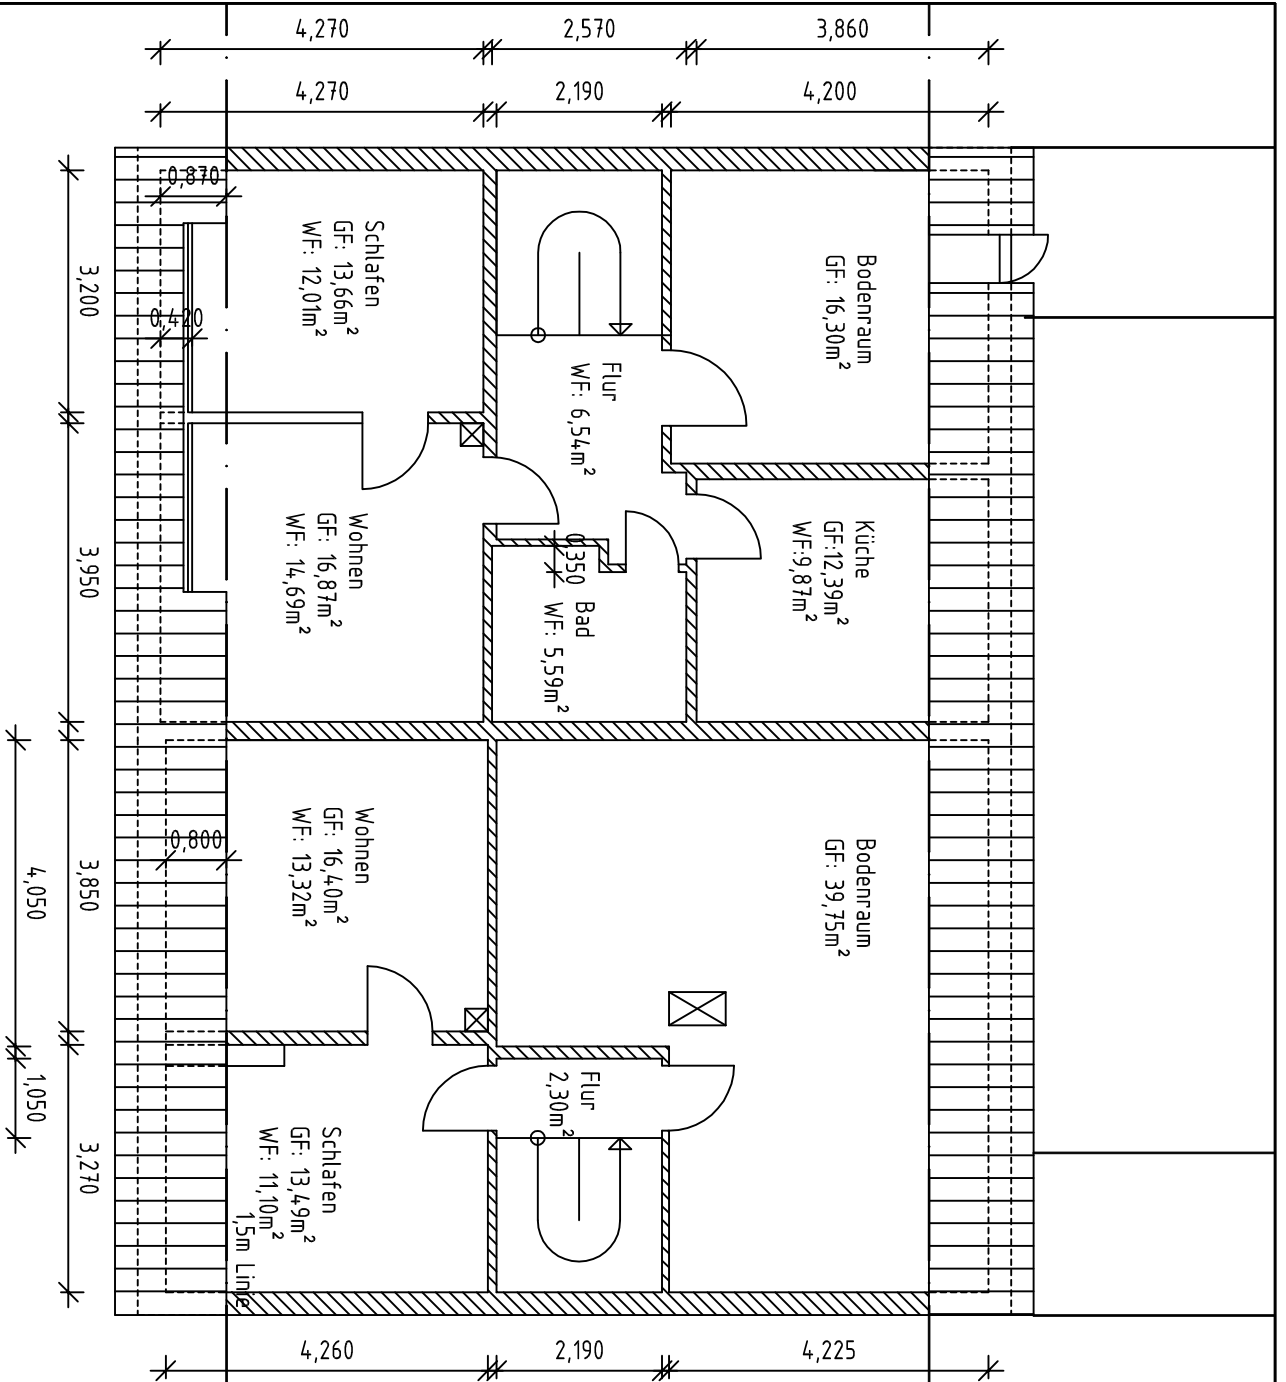 4,270
2,570
3,860
4,270
2,190
4,200
0,870
3,200
0,420
3,950
3,850
0,800
4,050
1,050
3,270
Schlafen
GF: 13,66m²
WF: 12,01m²
Bodenraum
GF: 16,30m²
Flur
WF: 6,54m²
Wohnen
GF: 16,87m²
WF: 14,69m²
0,350
Bad
WF: 5,59m²
Küche
GF:12,39m²
WF:9,87m²
Wohnen
GF: 16,40m²
WF: 13,32m²
Bodenraum
GF: 39,75m²
Flur
2,30m²
Schlafen
GF: 13,49m²
WF: 11,10m²
1,5m Linie
4,260
2,190
4,225